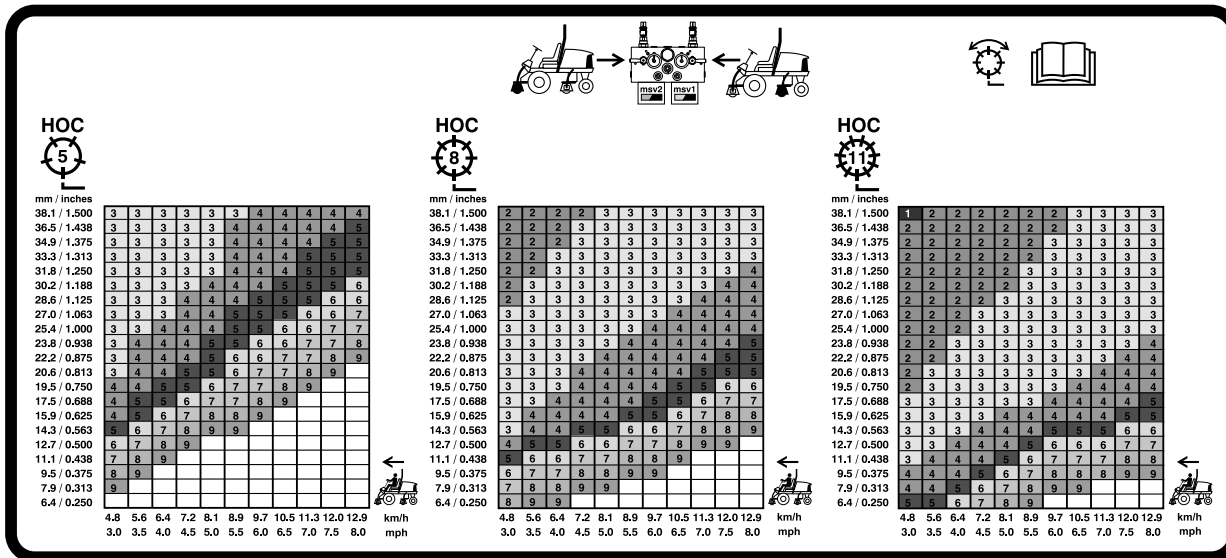 msv2 msv1
HOC
5
mm / inches
38.1 / 1.500 3 3 3 3 3 3 4 4 4 4 4
36.5 / 1.438 3 3 3 3 3 4 4 4 4 4 5
34.9 / 1.375 3 3 3 3 3 4 4 4 4 5 5
33.3 / 1.313 3 3 3 3 3 4 4 4 5 5 5
31.8 / 1.250 3 3 3 3 4 4 4 4 5 5 5
30.2 / 1.188 3 3 3 3 4 4 4 5 5 5 6
28.6 / 1.125 3 3 3 4 4 4 5 5 5 6 6
27.0 / 1.063 3 3 3 4 4 5 5 5 6 6 7
25.4 / 1.000 3 3 4 4 4 5 5 6 6 7 7
23.8 / 0.938 3 4 4 4 5 5 6 6 7 7 8
22.2 / 0.875 3 4 4 4 5 6 6 7 7 8 9
20.6 / 0.813 3 4 4 5 5 6 7 7 8 9
19.5 / 0.750 4 4 5 5 6 7 7 8 9
17.5 / 0.688 4 5 5 6 7 7 8 9
15.9 / 0.625 4 5 6 7 7 8 9
14.3 / 0.563 5 6 7 8 9 9
12.7 / 0.500 6 7 8 9
11.1 / 0.438 7 8 9
9.5 / 0.375 8 9
7.9 / 0.313 9
6.4 / 0.250
4.8 5.6 6.4 7.2 8.1 8.9 9.7 10.5 11.3 12.0 12.9 km/h
3.0 3.5 4.0 4.5 5.0 5.5 6.0 6.5 7.0 7.5 8.0 mph
HOC
8
mm / inches
38.1 / 1.500 2 2 2 2 3 3 3 3 3 3 3
36.5 / 1.438 2 2 2 3 3 3 3 3 3 3 3
34.9 / 1.375 2 2 2 3 3 3 3 3 3 3 3
33.3 / 1.313 2 2 3 3 3 3 3 3 3 3 3
31.8 / 1.250 2 2 3 3 3 3 3 3 3 3 4
30.2 / 1.188 2 3 3 3 3 3 3 3 3 4 4
28.6 / 1.125 2 3 3 3 3 3 3 3 4 4 4
27.0 / 1.063 3 3 3 3 3 3 3 4 4 4 4
25.4 / 1.000 3 3 3 3 3 3 4 4 4 4 4
23.8 / 0.938 3 3 3 3 3 4 4 4 4 4 5
22.2 / 0.875 3 3 3 3 4 4 4 4 4 5 5
20.6 / 0.813 3 3 3 4 4 4 4 4 5 5 5
19.5 / 0.750 3 3 3 4 4 4 4 5 5 6 6
17.5 / 0.688 3 3 4 4 4 4 5 5 6 6 7
15.9 / 0.625 3 3 4 4 4 5 5 6 7 7 8
14.3 / 0.563 3 4 4 5 5 6 6 7 7 8 8
12.7 / 0.500 4 5 5 6 6 7 7 8 9 9
11.1 / 0.438 5 6 6 7 7 8 8 9
9.5 / 0.375 6 7 7 8 8 9 9
7.9 / 0.313 7 7 8 9 9
6.4 / 0.250 8 9 9
4.8 5.6 6.4 7.2 8.1 8.9 9.7 10.5 11.3 12.0 12.9 km/h
3.0 3.5 4.0 4.5 5.0 5.5 6.0 6.5 7.0 7.5 8.0 mph
HOC
11
mm / inches
38.1 / 1.500 1 2 2 2 2 2 2 3 3 3 3
36.5 / 1.438 2 2 2 2 2 2 2 3 3 3 3
34.9 / 1.375 2 2 2 2 2 2 3 3 3 3 3
33.3 / 1.313 2 2 2 2 2 2 3 3 3 3 3
31.8 / 1.250 2 2 2 2 2 3 3 3 3 3 3
30.2 / 1.188 2 2 2 2 2 3 3 3 3 3 3
28.6 / 1.125 2 2 2 2 3 3 3 3 3 3 3
27.0 / 1.063 2 2 2 3 3 3 3 3 3 3 3
25.4 / 1.000 2 2 2 3 3 3 3 3 3 3 3
23.8 / 0.938 2 2 3 3 3 3 3 3 3 3 4
22.2 / 0.875 2 2 3 3 3 3 3 3 3 4 4
20.6 / 0.813 2 3 3 3 3 3 3 3 4 4 4
19.5 / 0.750 2 3 3 3 3 3 3 4 4 4 4
17.5 / 0.688 3 3 3 3 3 3 4 4 4 4 5
15.9 / 0.625 3 3 3 3 4 4 4 4 4 5 5
14.3 / 0.563 3 3 3 4 4 4 5 5 5 6 6
12.7 / 0.500 3 3 4 4 4 5 5 6 6 7 7
11.1 / 0.438 3 4 4 4 5 6 6 7 7 8 8
9.5 / 0.375 4 4 4 5 6 7 7 8 8 9 9
7.9 / 0.313 4 4 5 6 7 8 9 9
6.4 / 0.250 5 5 6 7 8 9
4.8 5.6 6.4 7.2 8.1 8.9 9.7 10.5 11.3 12.0 12.9 km/h
3.0 3.5 4.0 4.5 5.0 5.5 6.0 6.5 7.0 7.5 8.0 mph